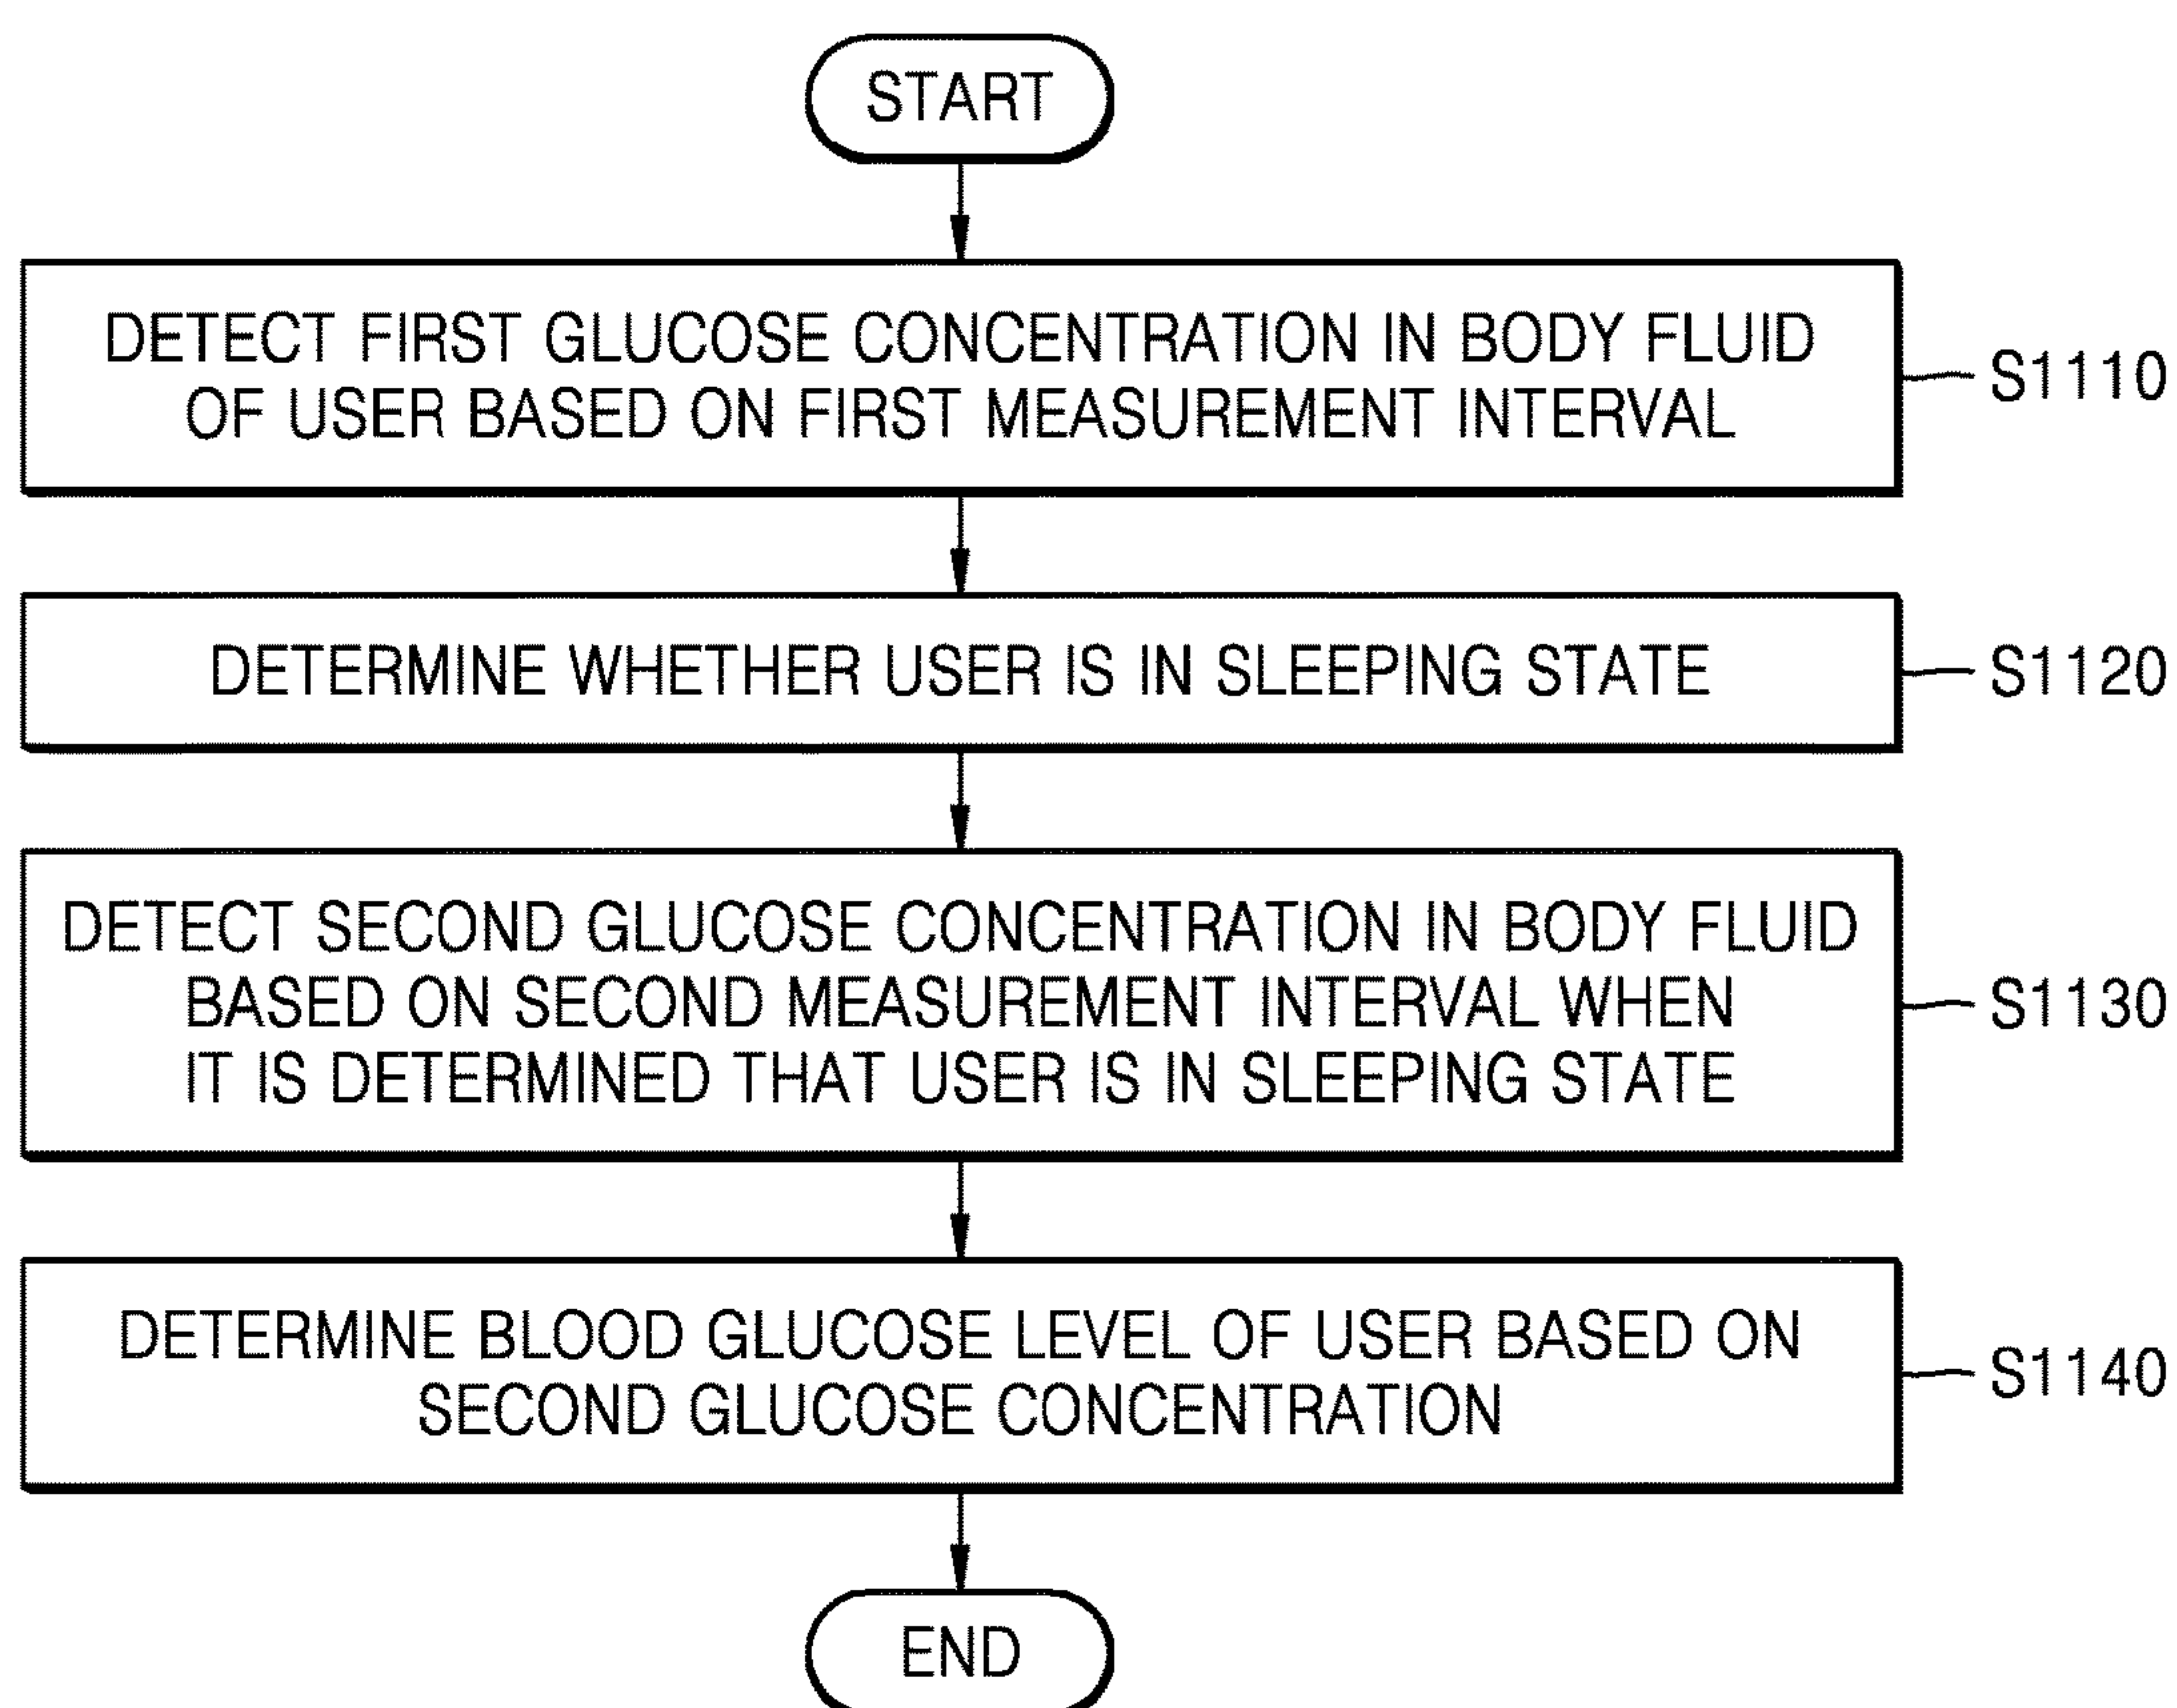 START
DETECT FIRST GLUCOSE CONCENTRATION IN BODY FLUID
OF USER BASED ON FIRST MEASUREMENT INTERVAL
S1110
DETERMINE WHETHER USER IS IN SLEEPING STATE
S1120
DETECT SECOND GLUCOSE CONCENTRATION IN BODY FLUID
BASED ON SECOND MEASUREMENT INTERVAL WHEN
IT IS DETERMINED THAT USER IS IN SLEEPING STATE
S1130
DETERMINE BLOOD GLUCOSE LEVEL OF USER BASED ON
SECOND GLUCOSE CONCENTRATION
S1140
END